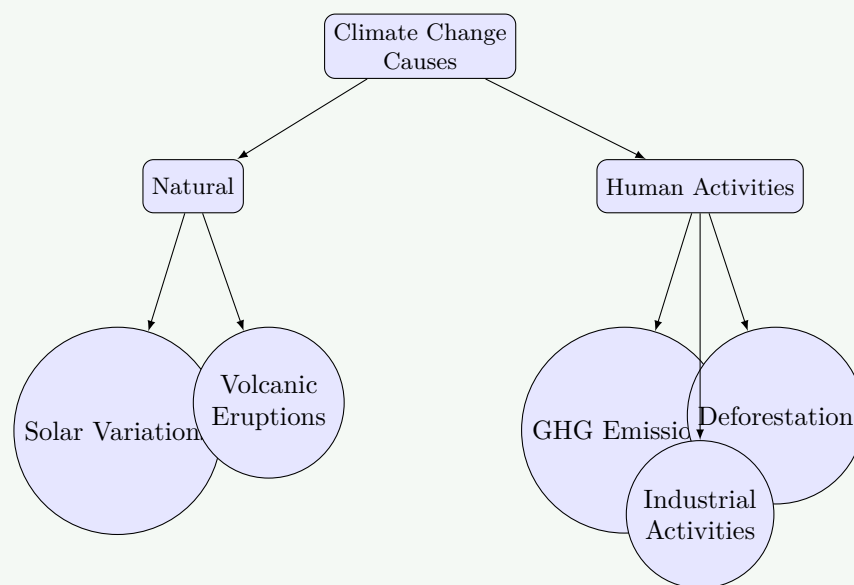 Climate Change
Causes
Natural
Human Activities
Solar Variation
Volcanic
Eruptions
GHG Emissio
Deforestation
Industrial
Activities